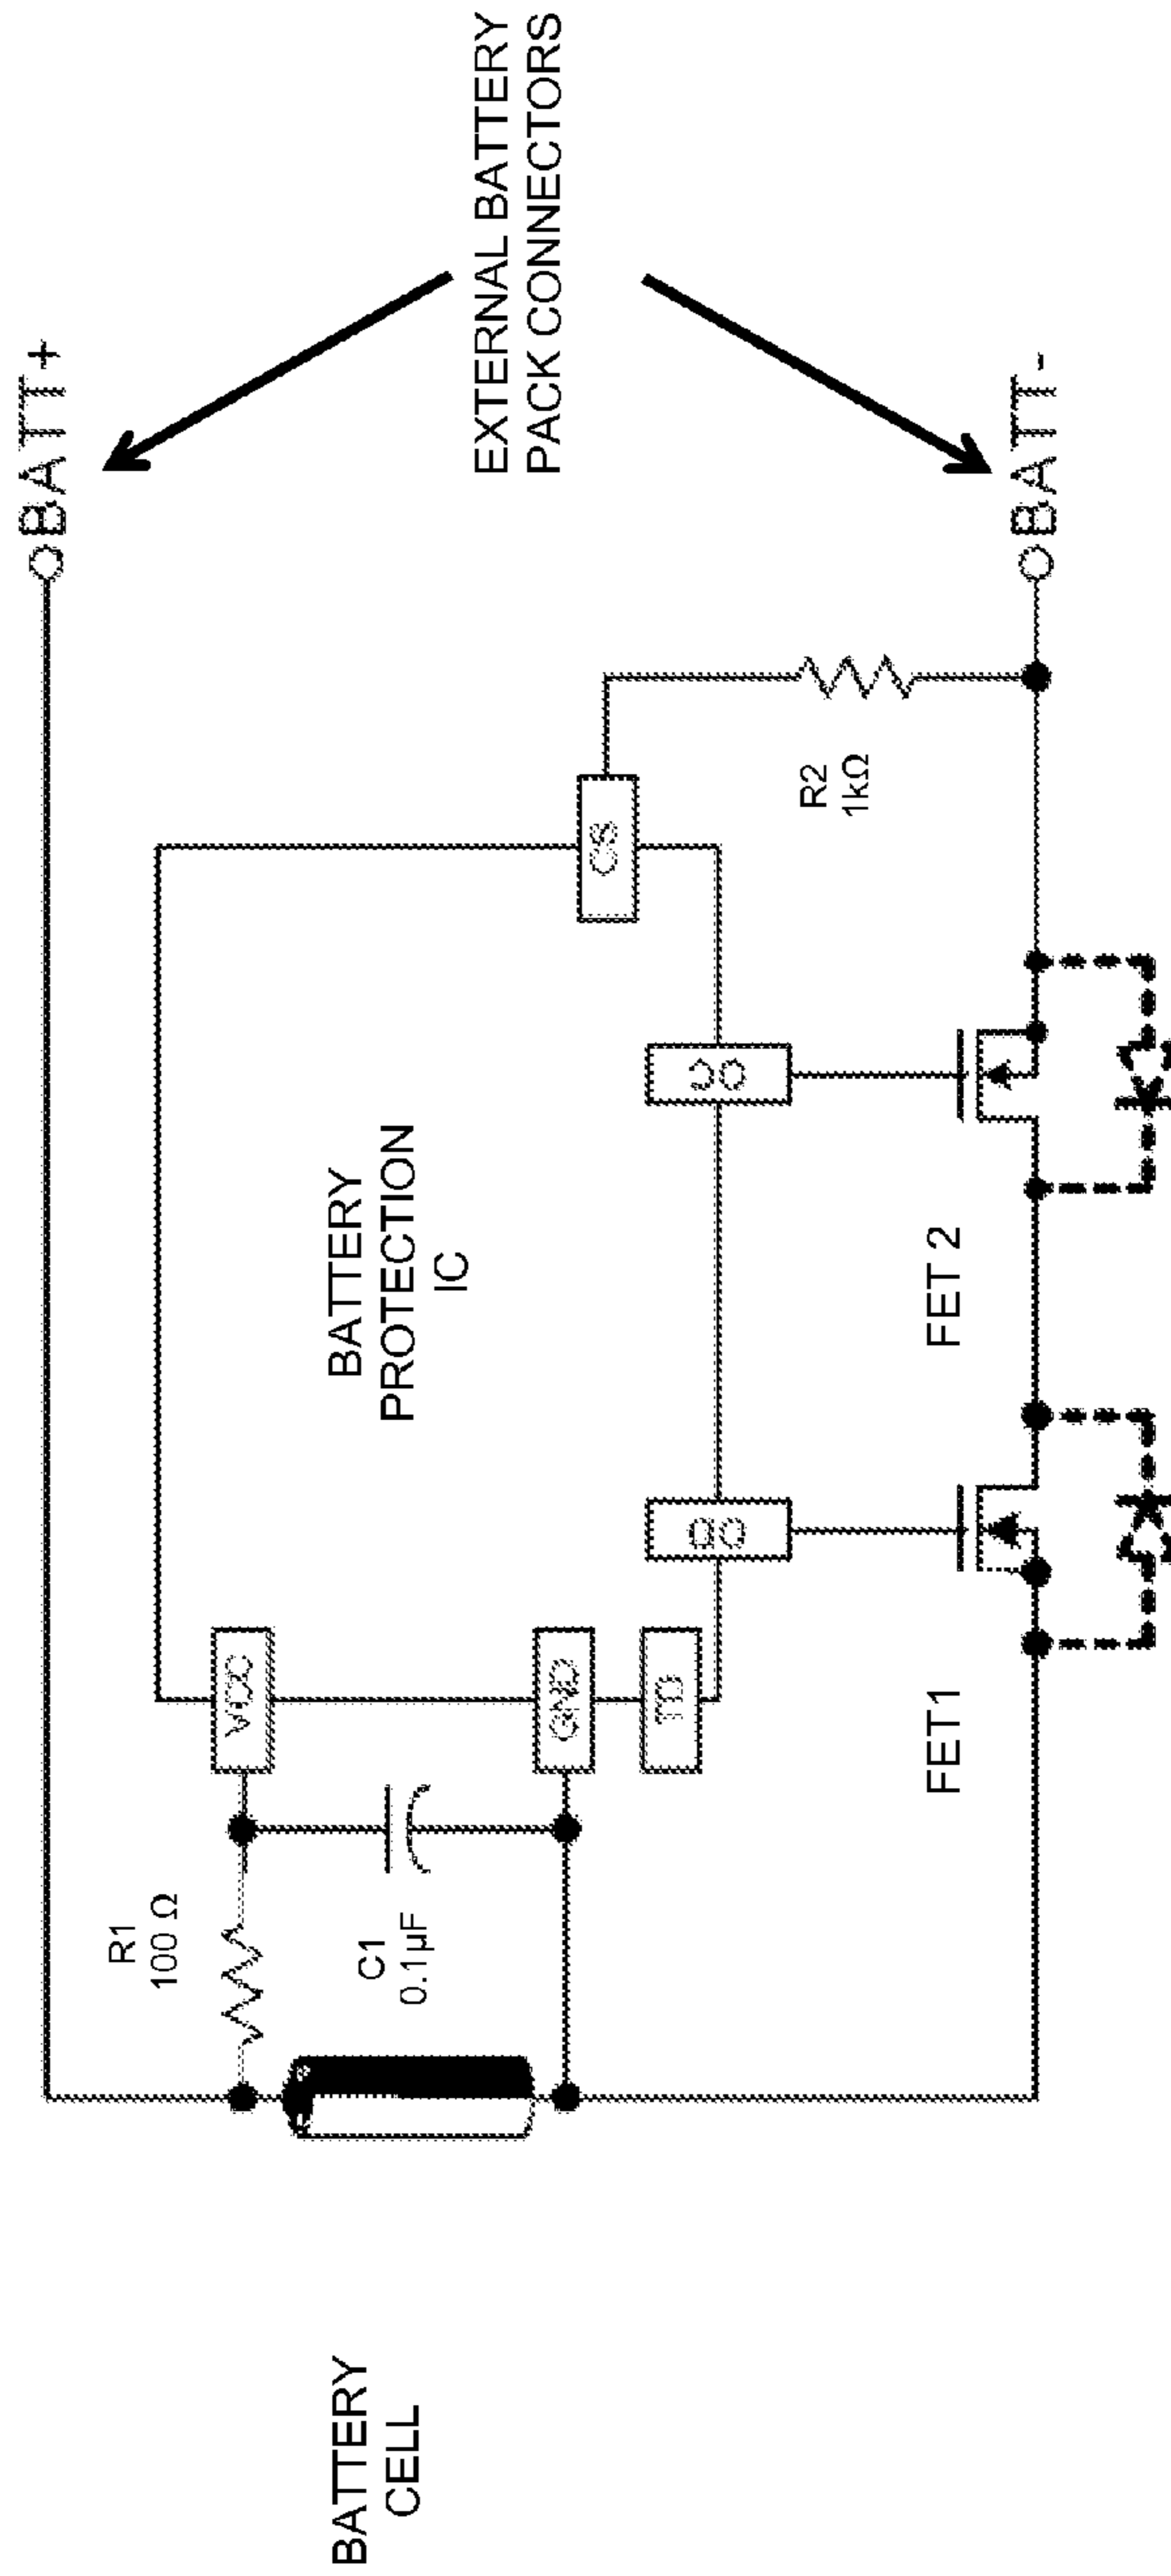 BATT+
EXTERNAL BATTERY
PACK CONNECTORS
BATT-
R1
100 Ω
VCC
BATTERY
PROTECTION
IC
CS
BATTERY
CELL
C1
0.1µF
GND
TD
OD
OC
R2
1kΩ
FET1
FET 2